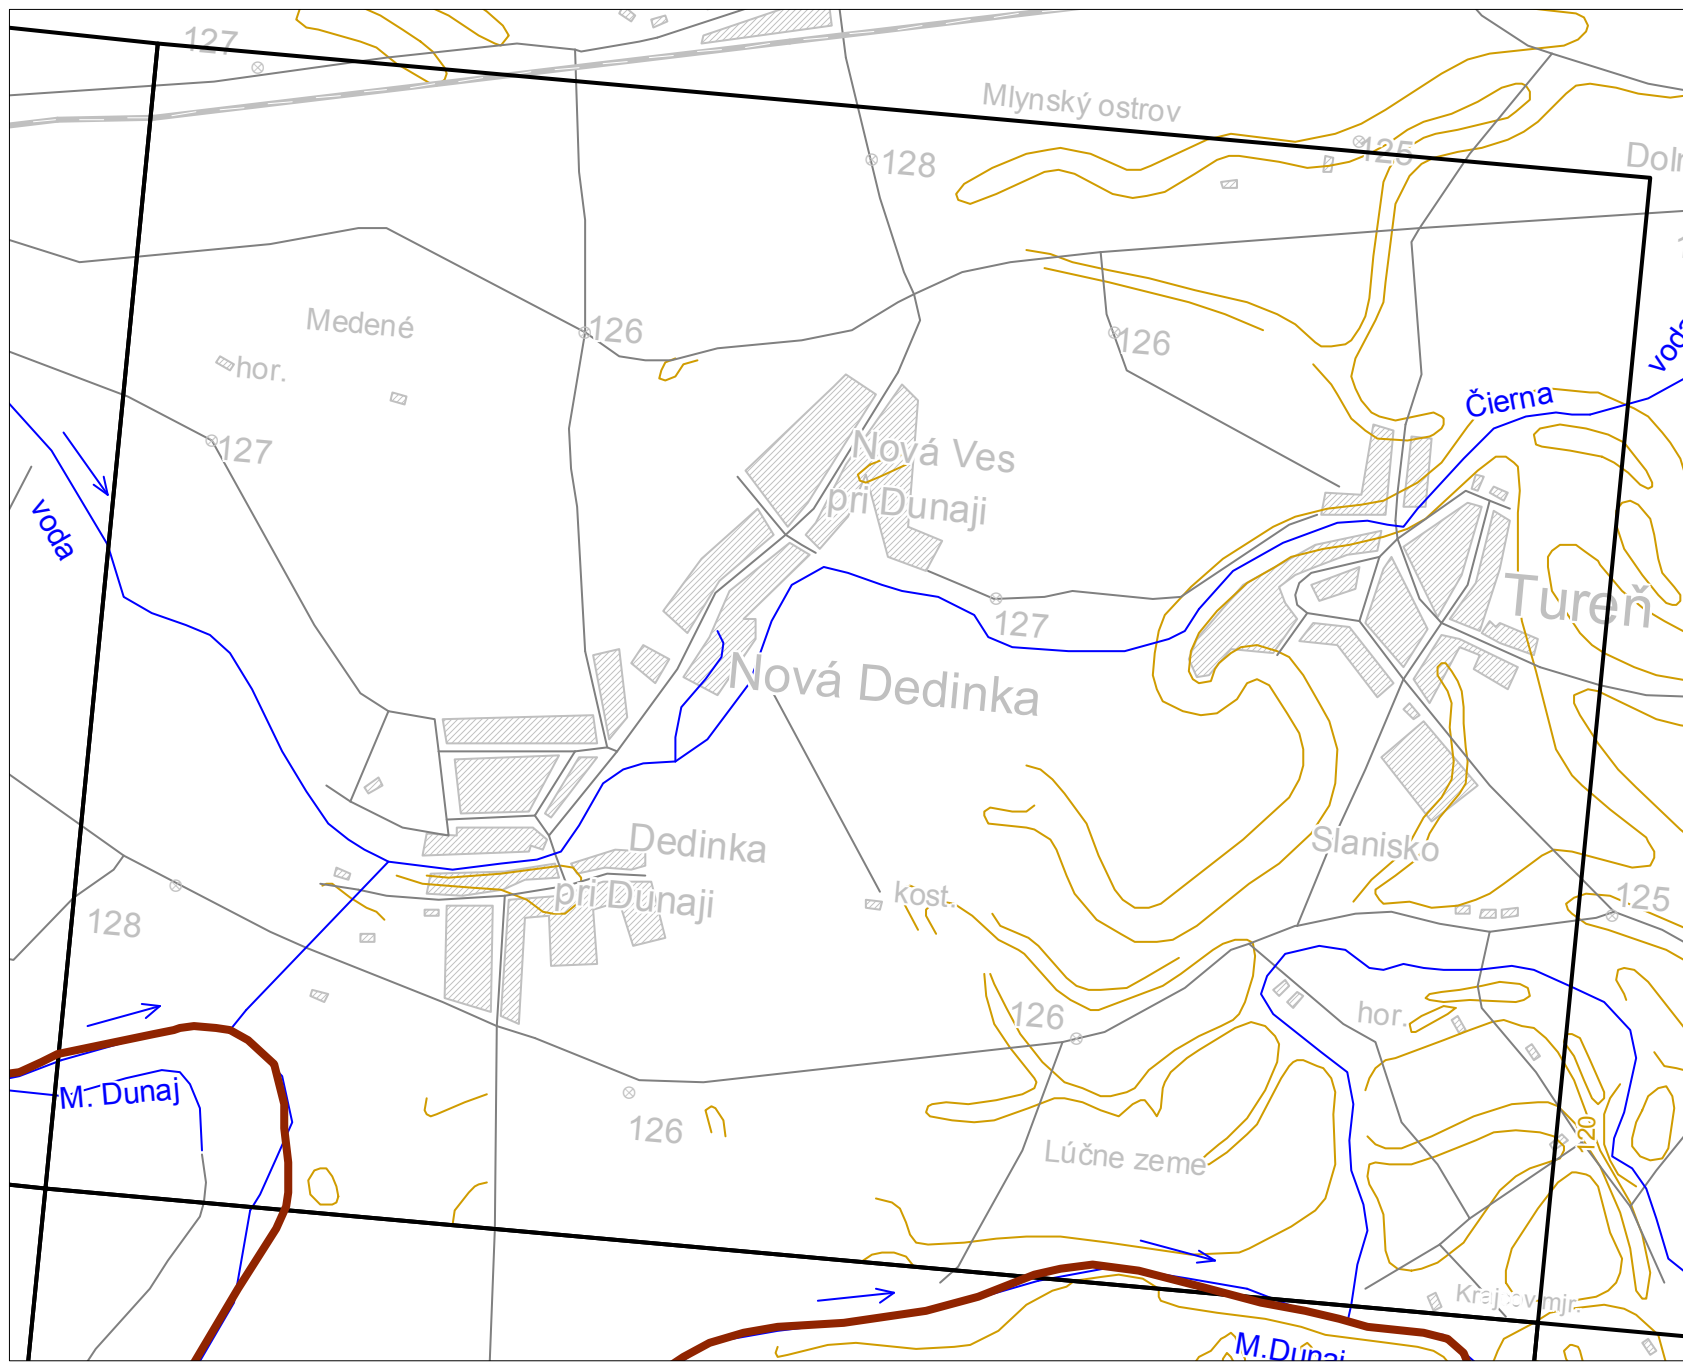 127
Mlynský ostrov
128
125
Medené
126
126
hor.
127
Čierna
voda
Nová Ves
pri Dunaji
127
Tureň
Nová Dedinka
Dedinka
pri Dunaji
Slanisko
kost.
125
128
126
hor.
M. Dunaj
126
Lúčne zeme
120
mjr.
M.Dunaj